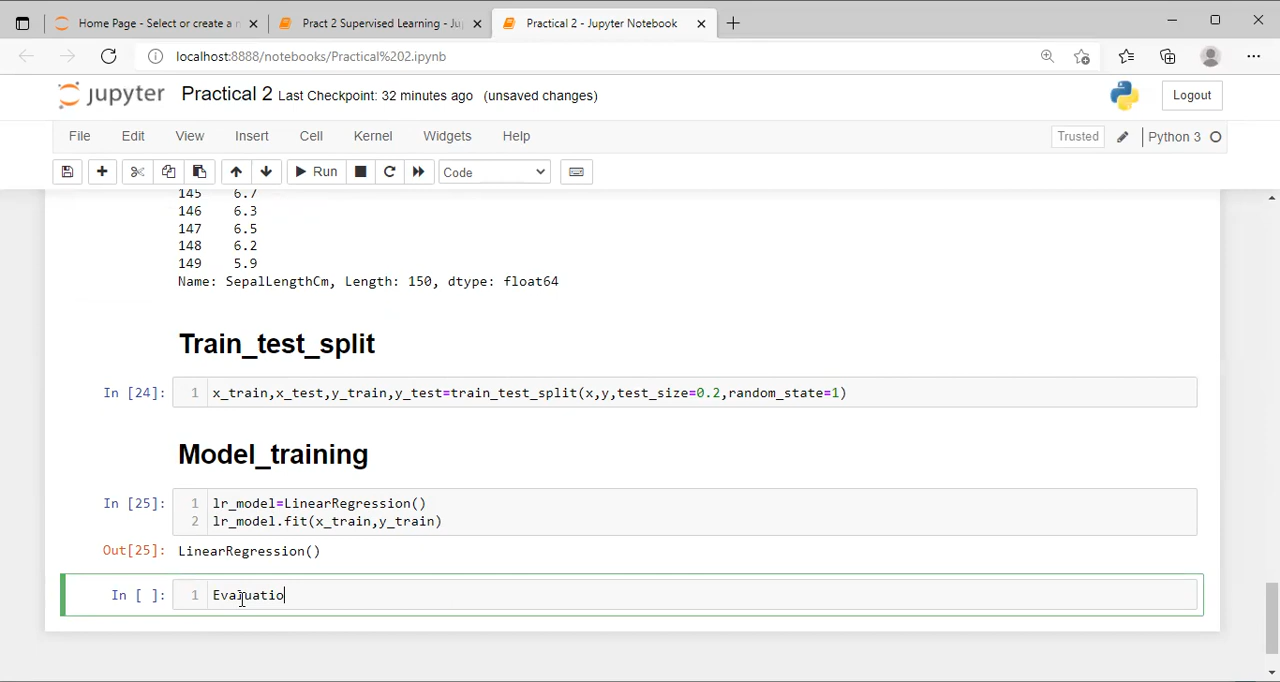 Home Page - Select or create a n
Pract 2 Supervised Learning - Ju
Practical 2 - Jupyter Notebook
localhost:8888/notebooks/Practical%202.ipynb
jupyter Practical 2 Last Checkpoint: 32 minutes ago (unsaved changes)
Logout
File Edit View Insert Cell Kernel Widgets Help
Trusted
Python 3
Run
Code
145 6.7
146 6.3
147 6.5
148 6.2
149 5.9
Name: SepalLengthCm, Length: 150, dtype: float64
Train_test_split
In [24]: 1 x_train,x_test,y_train,y_test=train_test_split(x,y,test_size=0.2,random_state=1)
Model_training
In [25]: 1 lr_model=LinearRegression()
2 lr_model.fit(x_train,y_train)
Out[25]: LinearRegression()
In [ ]: 1 Evaluatio